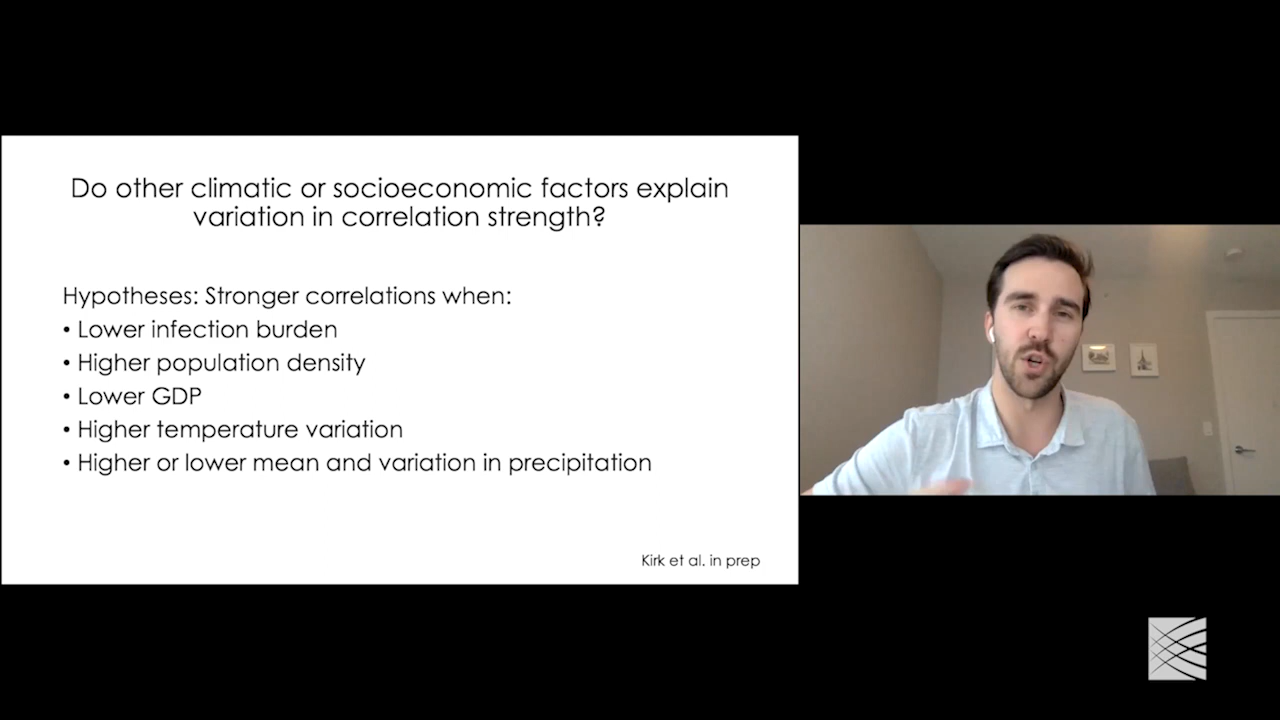 Do other climatic or socioeconomic factors explain
variation in correlation strength?
Hypotheses: Stronger correlations when:
• Lower infection burden
• Higher population density
• Lower GDP
• Higher temperature variation
• Higher or lower mean and variation in precipitation
Kirk et al. in prep